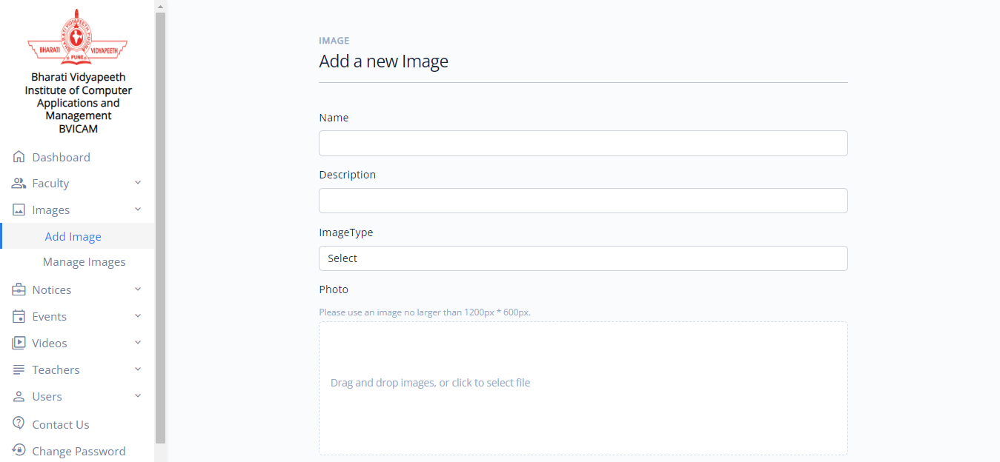 BHARATI VIDYAPEETH
PUNE
Bharati Vidyapeeth
Institute of Computer
Applications and
Management
BVICAM
Dashboard
Faculty
Images
Add Image
Manage Images
Notices
Events
Videos
Teachers
Users
Contact Us
Change Password
IMAGE
Add a new Image
Name
Description
ImageType
Select
Photo
Please use an image no larger than 1200px * 600px.
Drag and drop images, or click to select file